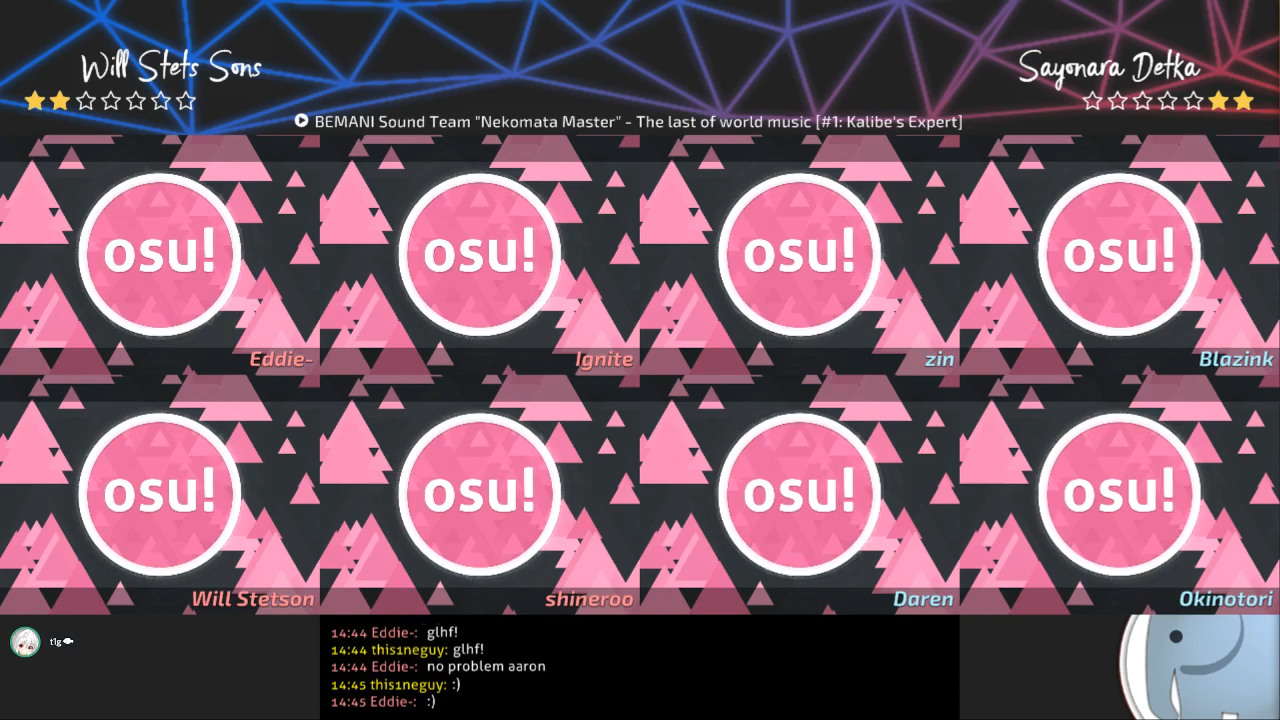 Will Stets Sons
Sayonara Detka
BEMANI Sound Team "Nekomata Master" - The last of world music [#1: Kalibe's Expert]
osu!
osu!
osu!
osu!
Eddie-
Ignite
zin
Blazink
osu!
osu!
osu!
osu!
Will Stetson
shineroo
Daren
Okinotori
t1g
14:44 Eddie-: glhf!
14:44 this1neguy: glhf!
14:44 Eddie-: no problem aaron
14:45 this1neguy: :)
14:45 Eddie-: :)